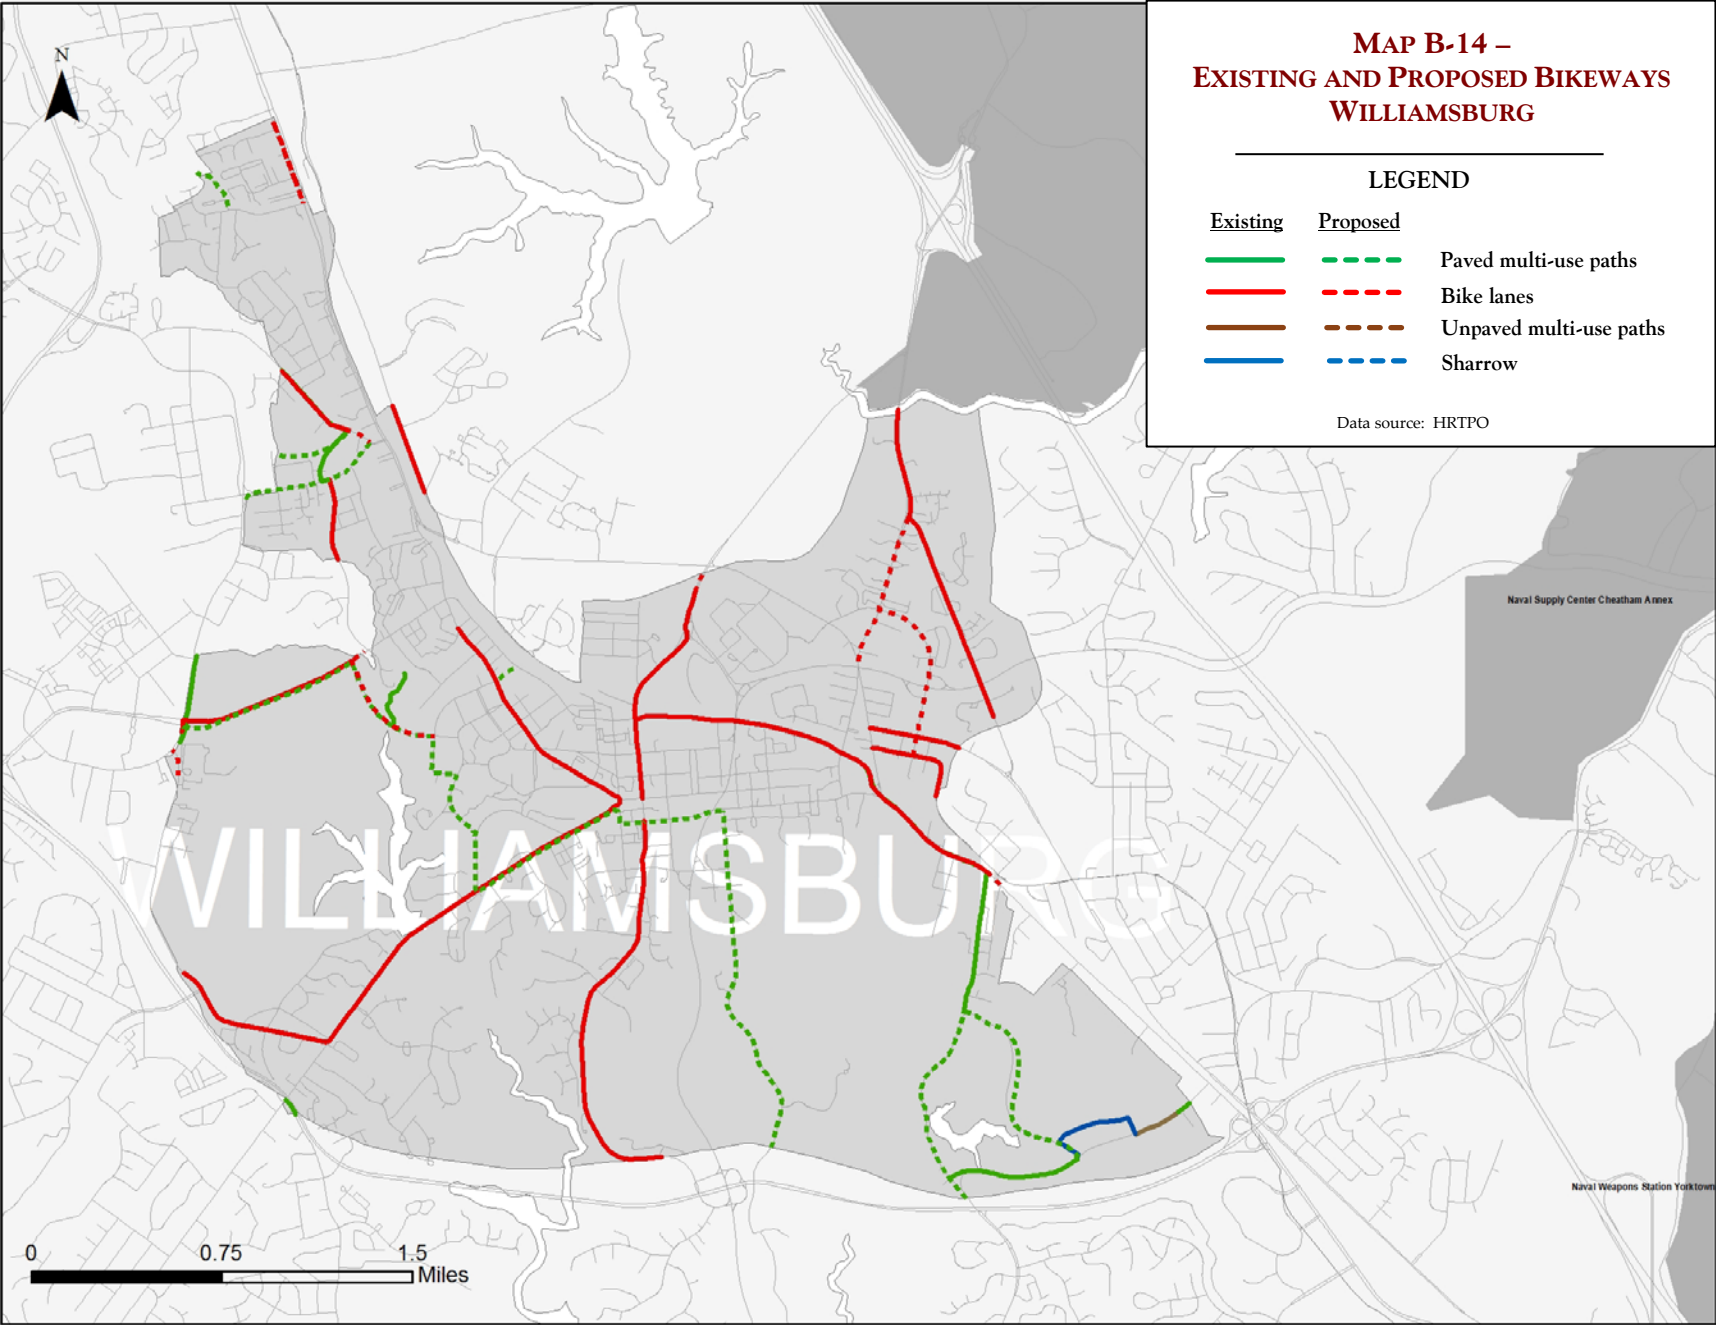 MAP B-14 –
EXISTING AND PROPOSED BIKEWAYS
WILLIAMSBURG
LEGEND
Existing Proposed
Paved multi-use paths
Bike lanes
Unpaved multi-use paths
Sharrow
Data source: HRTPO
N
Naval Supply Center Cheatham Annex
WILLIAMSBURG
Naval Weapons Station Yorktown
0 0.75 1.5
Miles